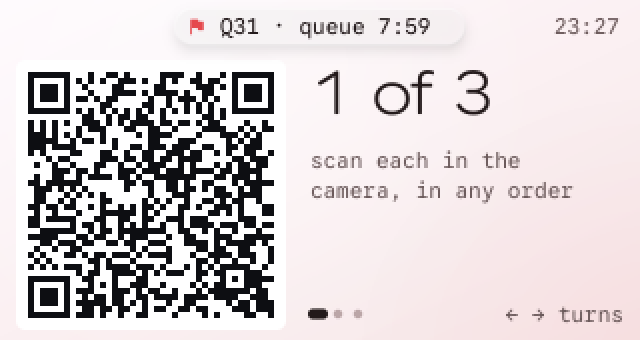 Q31 · queue 7:59
23:27
1 of 3
scan each in the
camera, in any order
← → turns